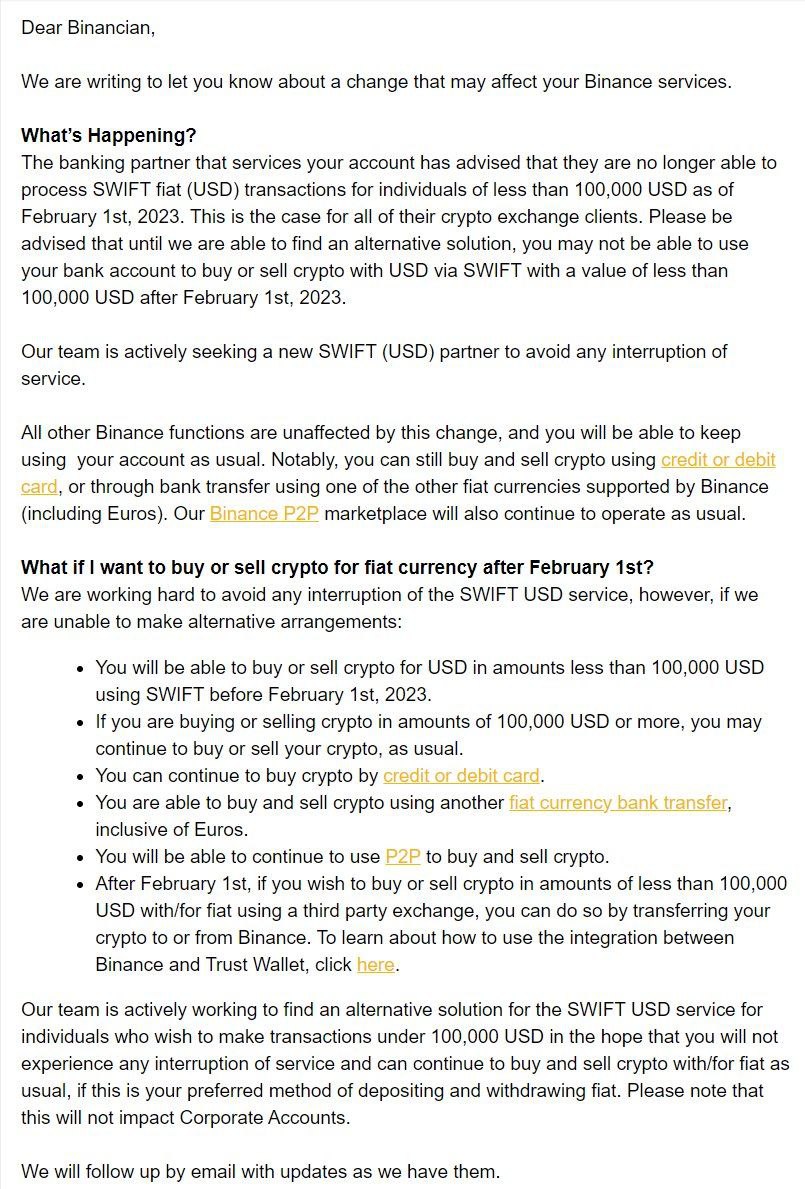 Dear Binancian,
We are writing to let you know about a change that may affect your Binance services.
What's Happening?
The banking partner that services your account has advised that they are no longer able to
process SWIFT fiat (USD) transactions for individuals of less than 100,000 USD as of
February 1st, 2023. This is the case for all of their crypto exchange clients. Please be
advised that until we are able to find an alternative solution, you may not be able to use
your bank account to buy or sell crypto with USD via SWIFT with a value of less than
100,000 USD after February 1st, 2023.
Our team is actively seeking a new SWIFT (USD) partner to avoid any interruption of
service.
All other Binance functions are unaffected by this change, and you will be able to keep
using  your account as usual. Notably, you can still buy and sell crypto using credit or debit
card, or through bank transfer using one of the other fiat currencies supported by Binance
(including Euros). Our Binance P2P marketplace will also continue to operate as usual.
What if I want to buy or sell crypto for fiat currency after February 1st?
We are working hard to avoid any interruption of the SWIFT USD service, however, if we
are unable to make alternative arrangements:
• You will be able to buy or sell crypto for USD in amounts less than 100,000 USD
using SWIFT before February 1st, 2023.
• If you are buying or selling crypto in amounts of 100,000 USD or more, you may
continue to buy or sell your crypto, as usual.
• You can continue to buy crypto by credit or debit card.
• You are able to buy and sell crypto using another fiat currency bank transfer,
inclusive of Euros.
• You will be able to continue to use P2P to buy and sell crypto.
• After February 1st, if you wish to buy or sell crypto in amounts of less than 100,000
USD with/for fiat using a third party exchange, you can do so by transferring your
crypto to or from Binance. To learn about how to use the integration between
Binance and Trust Wallet, click here.
Our team is actively working to find an alternative solution for the SWIFT USD service for
individuals who wish to make transactions under 100,000 USD in the hope that you will not
experience any interruption of service and can continue to buy and sell crypto with/for fiat as
usual, if this is your preferred method of depositing and withdrawing fiat. Please note that
this will not impact Corporate Accounts.
We will follow up by email with updates as we have them.